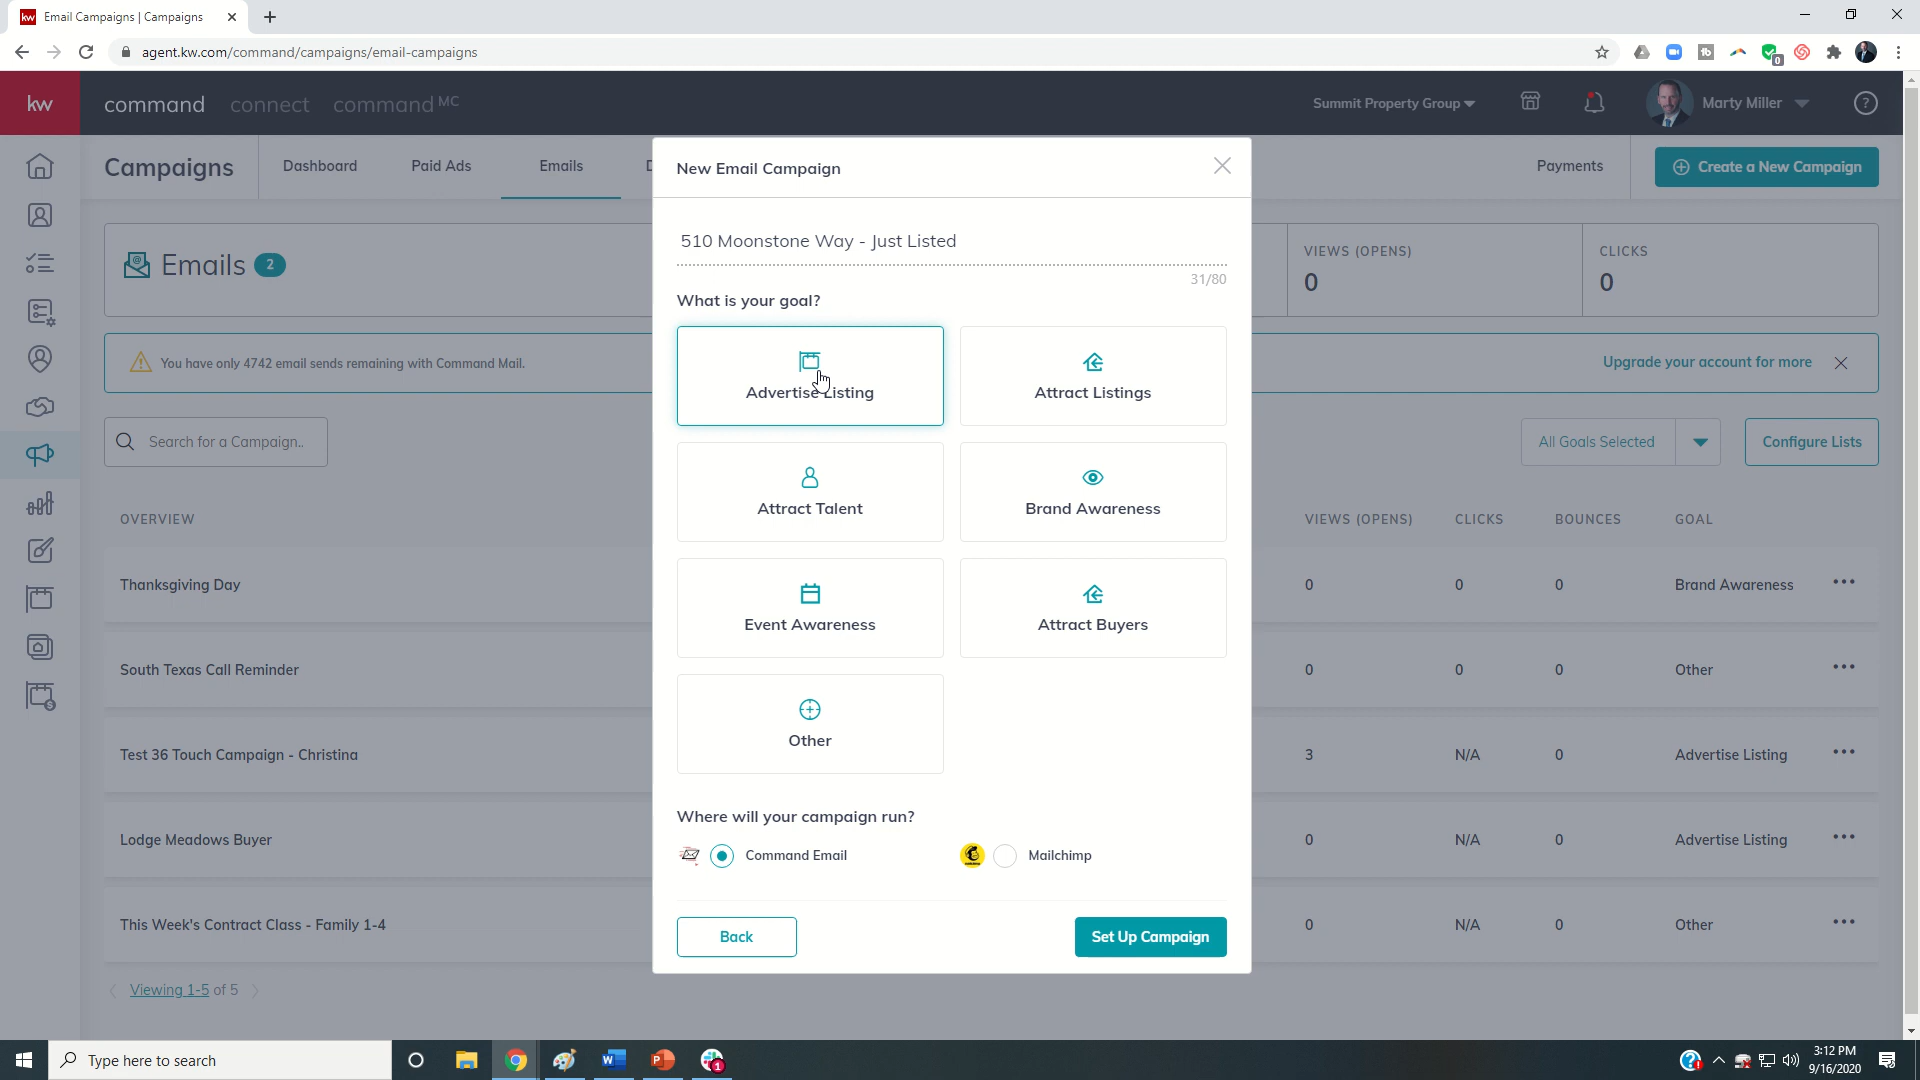 kw Email Campaigns | Campaigns
agent.kw.com/command/campaigns/email-campaigns
kw
command connect command MC
Summit Property Group
Marty Miller
?
Campaigns
Dashboard
Paid Ads
Emails
Payments
Create a New Campaign
New Email Campaign
510 Moonstone Way - Just Listed
31/80
What is your goal?
Advertise Listing
Attract Listings
Attract Talent
Brand Awareness
Event Awareness
Attract Buyers
Other
Where will your campaign run?
Command Email
Mailchimp
Back
Set Up Campaign
Emails 2
VIEWS (OPENS)
0
CLICKS
0
You have only 4742 email sends remaining with Command Mail.
Upgrade your account for more
Search for a Campaign..
All Goals Selected
Configure Lists
OVERVIEW VIEWS (OPENS) CLICKS BOUNCES GOAL
Thanksgiving Day 0 0 0 Brand Awareness
South Texas Call Reminder 0 0 0 Other
Test 36 Touch Campaign - Christina 3 N/A 0 Advertise Listing
Lodge Meadows Buyer 0 N/A 0 Advertise Listing
This Week's Contract Class - Family 1-4 0 N/A 0 Other
Viewing 1-5 of 5
Type here to search
3:12 PM
9/16/2020